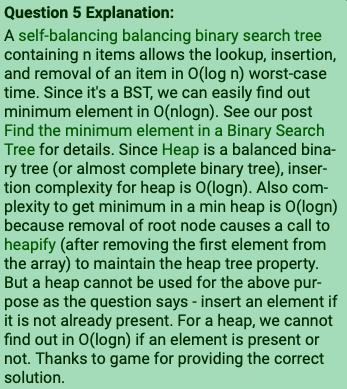 Question 5 Explanation:
A self-balancing balancing binary search tree
containing n items allows the lookup, insertion,
and removal of an item in O(log n) worst-case
time. Since it's a BST, we can easily find out
minimum element in O(nlogn). See our post
Find the minimum element in a Binary Search
Tree for details. Since Heap is a balanced bina-
ry tree (or almost complete binary tree), inser-
tion complexity for heap is O(logn). Also com-
plexity to get minimum in a min heap is O(logn)
because removal of root node causes a call to
heapify (after removing the first element from
the array) to maintain the heap tree property.
But a heap cannot be used for the above pur-
pose as the question says - insert an element if
it is not already present. For a heap, we cannot
find out in O(logn) if an element is present or
not. Thanks to game for providing the correct
solution.